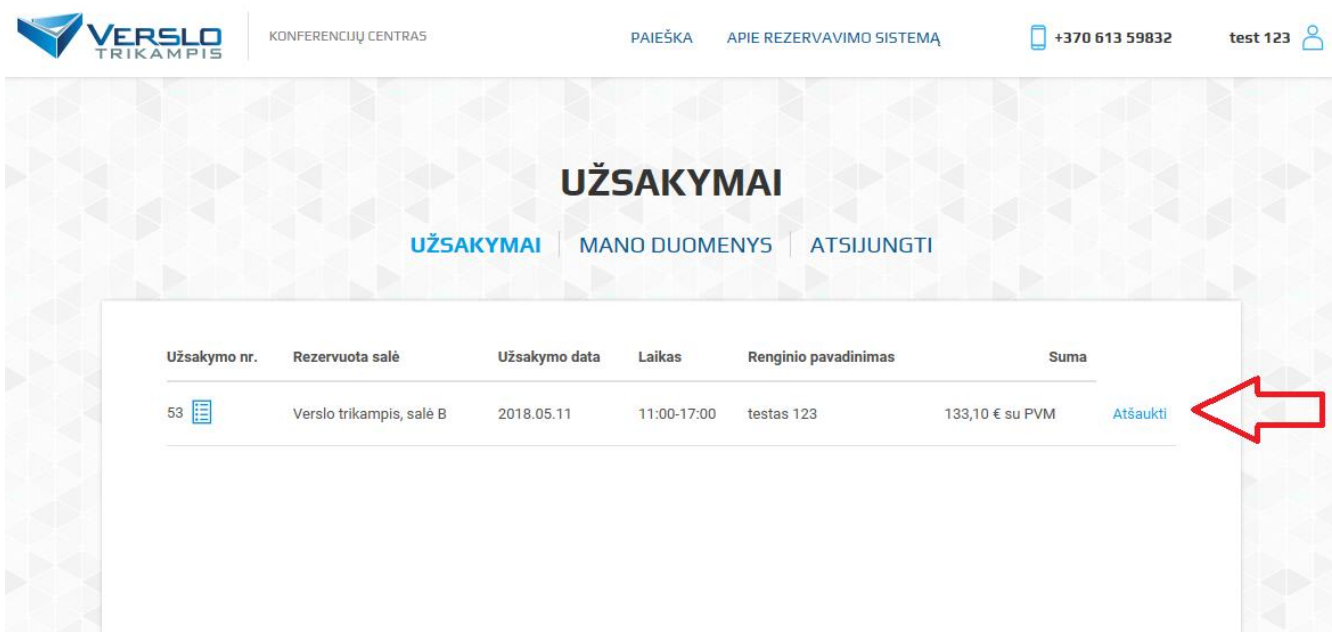 VERSLO
TRIKAMPIS
KONFERENCIJŲ CENTRAS
PAIEŠKA
APIE REZERVAVIMO SISTEMĄ
+370 613 59832
test 123
UŽSAKYMAI
UŽSAKYMAI MANO DUOMENYS ATSIJUNGTI
Užsakymo nr. Rezervuota salė Užsakymo data Laikas Renginio pavadinimas Suma
53 Verslo trikampis, salė B 2018.05.11 11:00-17:00 testas 123 133,10 € su PVM Atšaukti